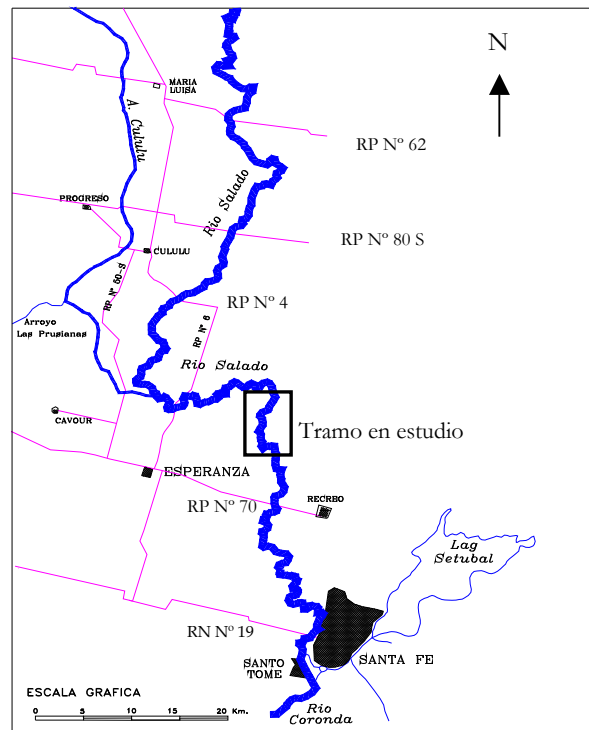 N
MARIA
LUISA
A. Cululu
RP Nº 62
Rio Salado
PROGRESO
CULULU
RP Nº 80 S
RP Nº 50-S
RP Nº 4
RP Nº 6
Arroyo
Las Prusianas
Rio Salado
CAVOUR
Tramo en estudio
ESPERANZA
RP Nº 70
RECREO
Lag
Setubal
RN Nº 19
SANTO
TOME
SANTA FE
Rio
Coronda
ESCALA GRAFICA
0 5 10 15 20 Km.